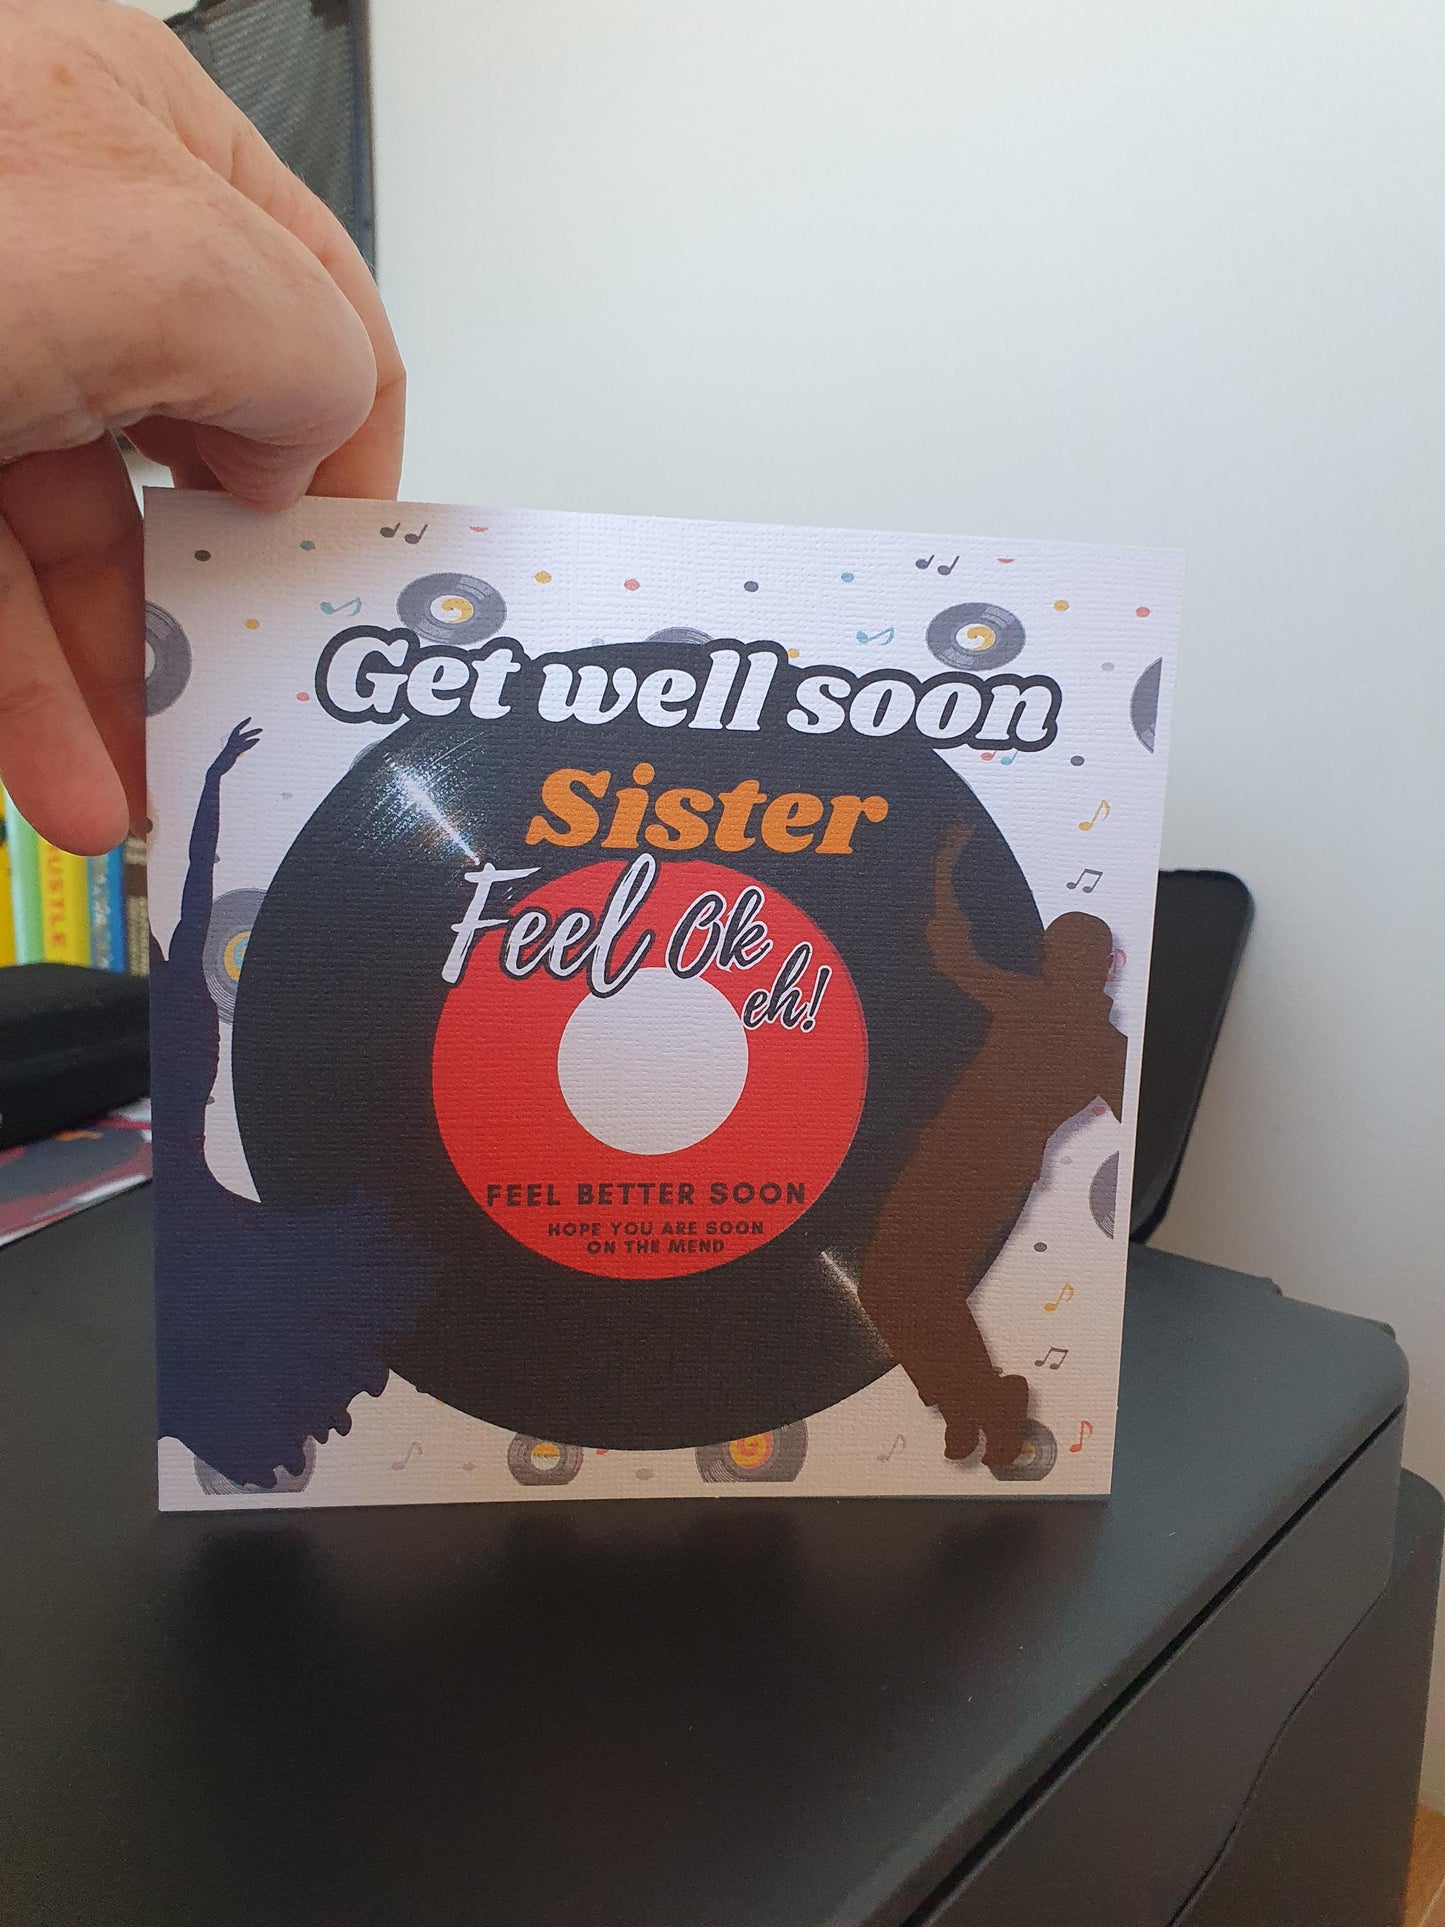 Get well soon
Sister
Feel Ok
eh!
FEEL BETTER SOON
HOPE YOU ARE SOON
ON THE MEND